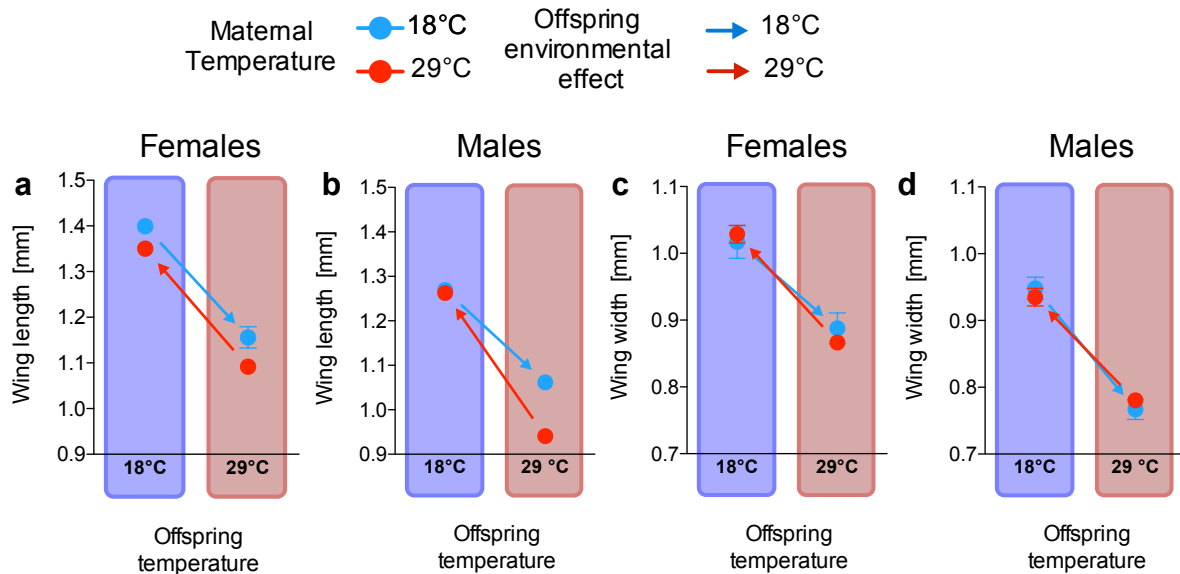 Maternal
Temperature
18°C
29°C
Offspring
environmental
effect
18°C
29°C
a
Females
Wing length [mm]
1.5
1.4
1.3
1.2
1.1
1.0
0.9
18°C
29°C
Offspring
temperature
b
Males
Wing length [mm]
1.5
1.4
1.3
1.2
1.1
1.0
0.9
18°C
29 °C
Offspring
temperature
c
Females
Wing width [mm]
1.1
1.0
0.9
0.8
0.7
18°C
29°C
Offspring
temperature
d
Males
Wing width [mm]
1.1
1.0
0.9
0.8
0.7
18°C
29 °C
Offspring
temperature